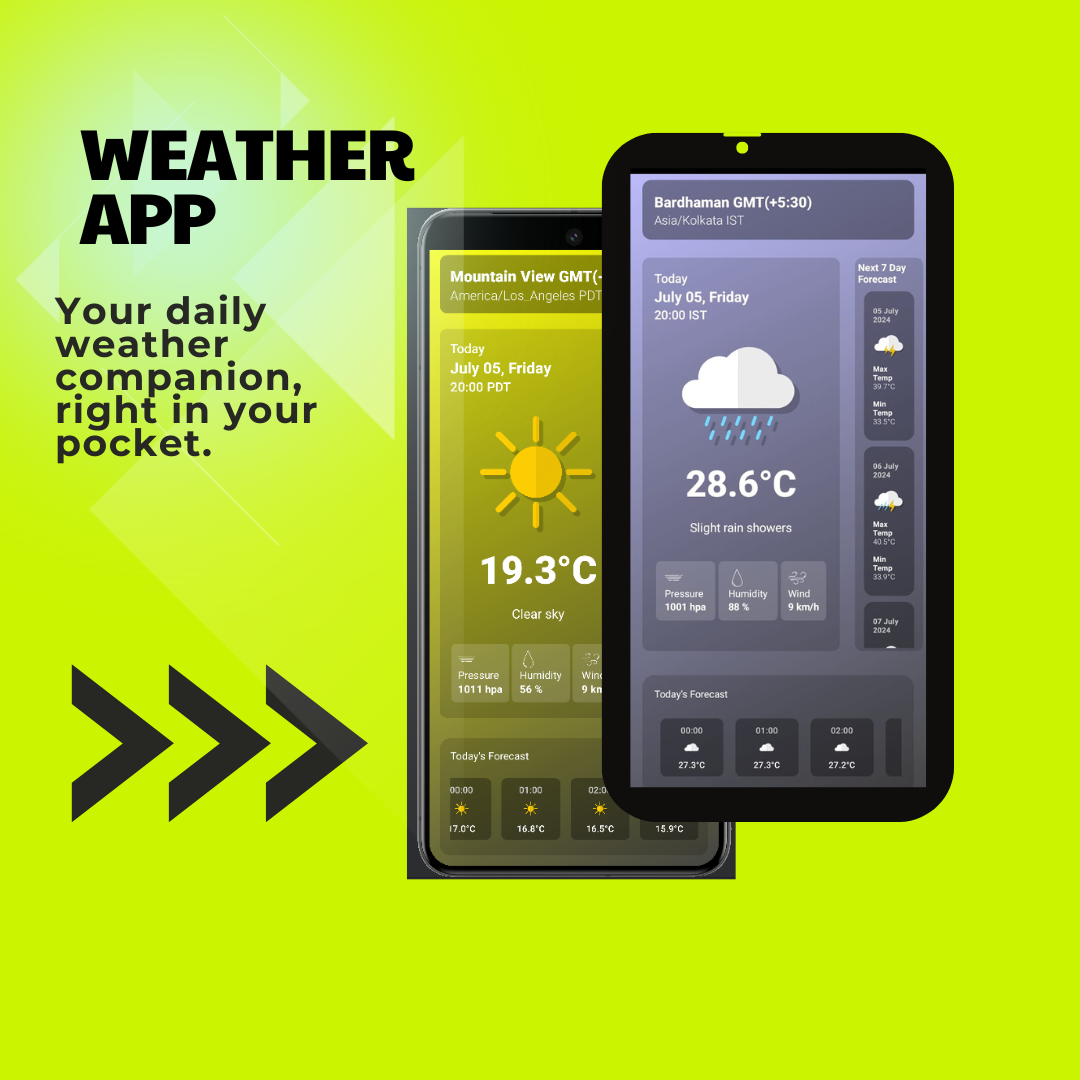 WEATHER
APP
Your daily
weather
companion,
right in your
pocket.
Mountain View GMT(-
America/Los_Angeles PDT
Today
July 05, Friday
20:00 PDT
19.3°C
Clear sky
Pressure
1011 hpa
Humidity
56 %
Wind
9 km
Today's Forecast
00:00
17.0°C
01:00
16.8°C
02:0
16.5°C
15.9°C
Bardhaman GMT(+5:30)
Asia/Kolkata IST
Today
July 05, Friday
20:00 IST
28.6°C
Slight rain showers
Pressure
1001 hpa
Humidity
88 %
Wind
9 km/h
Next 7 Day
Forecast
05 July
2024
Max
Temp
39.7°C
Min
Temp
33.5°C
06 July
2024
Max
Temp
40.5°C
Min
Temp
33.9°C
07 July
2024
Today's Forecast
00:00
27.3°C
01:00
27.3°C
02:00
27.2°C